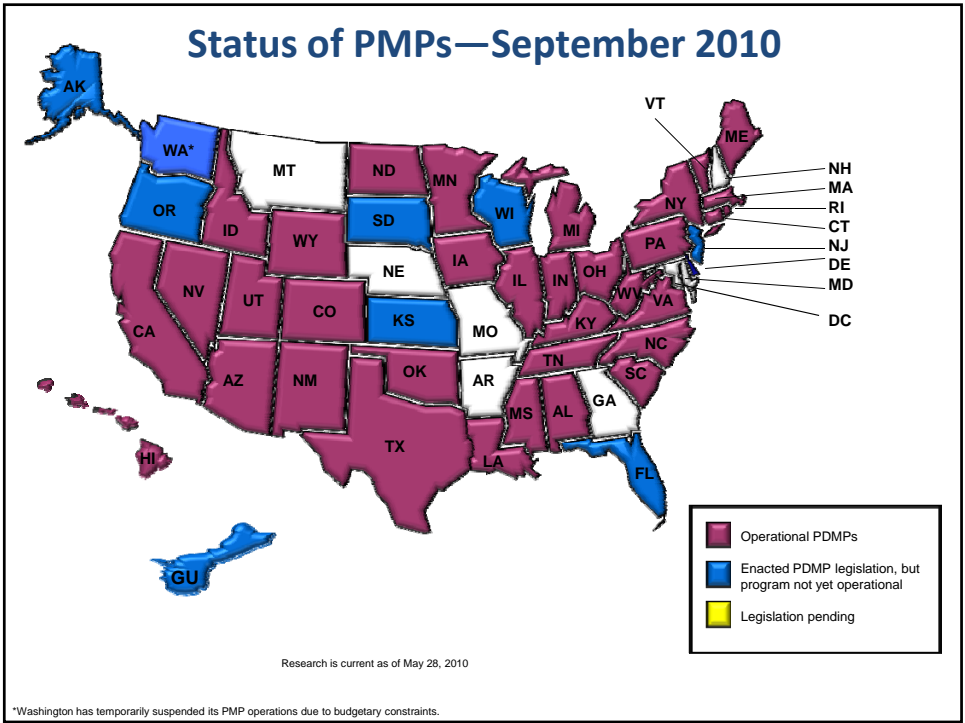 Status of PMPs—September 2010
AK
WA*
MT
ND
MN
VT
ME
NH
MA
RI
CT
NJ
DE
MD
DC
OR
ID
WY
SD
WI
MI
NY
PA
NE
IA
IL
IN
OH
WV
VA
NV
UT
CO
KS
MO
KY
CA
NC
TN
SC
AZ
NM
OK
AR
MS
AL
GA
TX
LA
HI
FL
GU
Operational PDMPs
Enacted PDMP legislation, but
program not yet operational
Legislation pending
Research is current as of May 28, 2010
*Washington has temporarily suspended its PMP operations due to budgetary constraints.